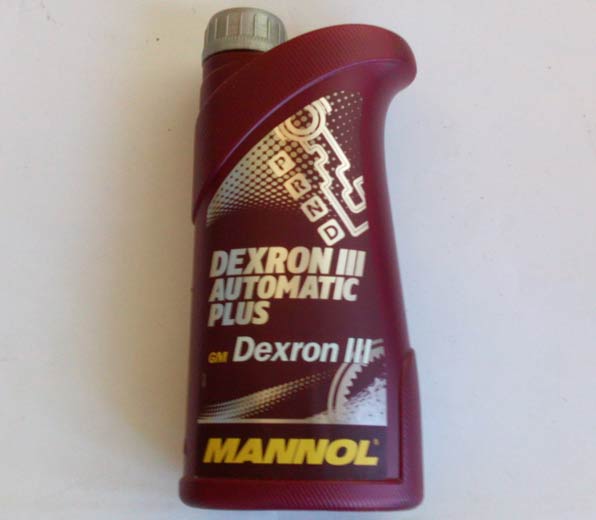 P
R
N
D
DEXRON III
AUTOMATIC
PLUS
GM Dexron III
MANNOL